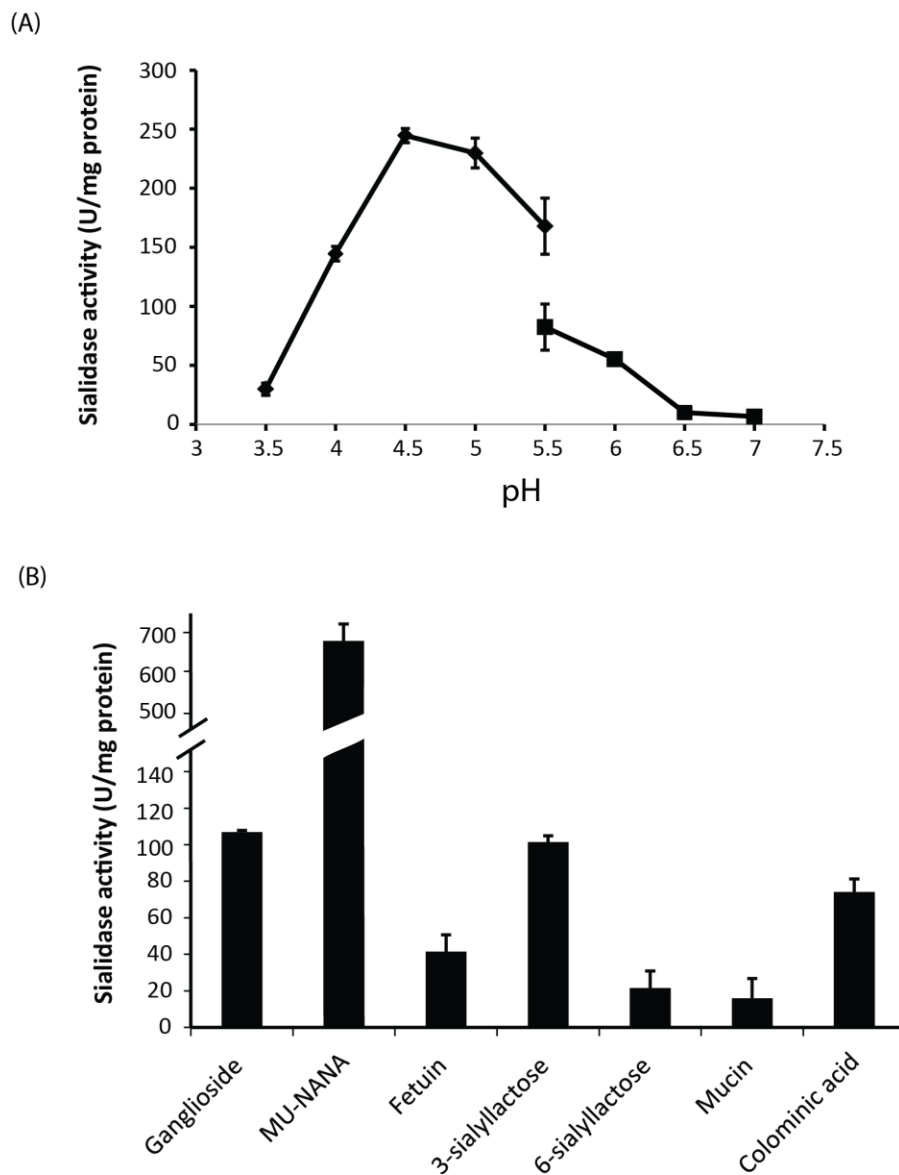 (A)
Sialidase activity (U/mg protein)
300
250
200
150
100
50
0
3 3.5 4 4.5 5 5.5 6 6.5 7 7.5
pH
(B)
Sialidase activity (U/mg protein)
700
600
500
140
120
100
80
60
40
20
0
Ganglioside
MU-NANA
Fetuin
3-sialyllactose
6-sialyllactose
Mucin
Colominic acid